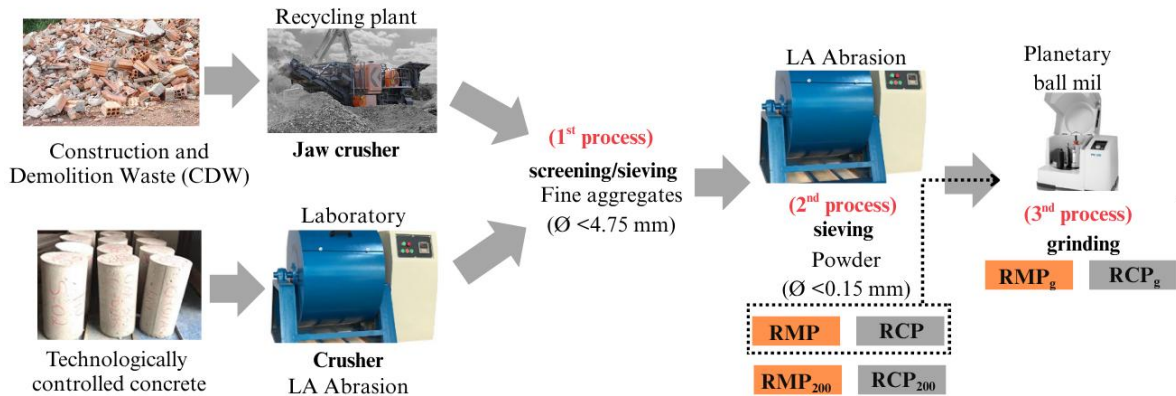 Recycling plant
Jaw crusher
Construction and
Demolition Waste (CDW)
Laboratory
Crusher
LA Abrasion
Technologically
controlled concrete
(1st process)
screening/sieving
Fine aggregates
(Ø <4.75 mm)
LA Abrasion
(2nd process)
sieving
Powder
(Ø <0.15 mm)
RMP RCP
RMP200 RCP200
Planetary
ball mil
(3nd process)
grinding
RMPg RCPg